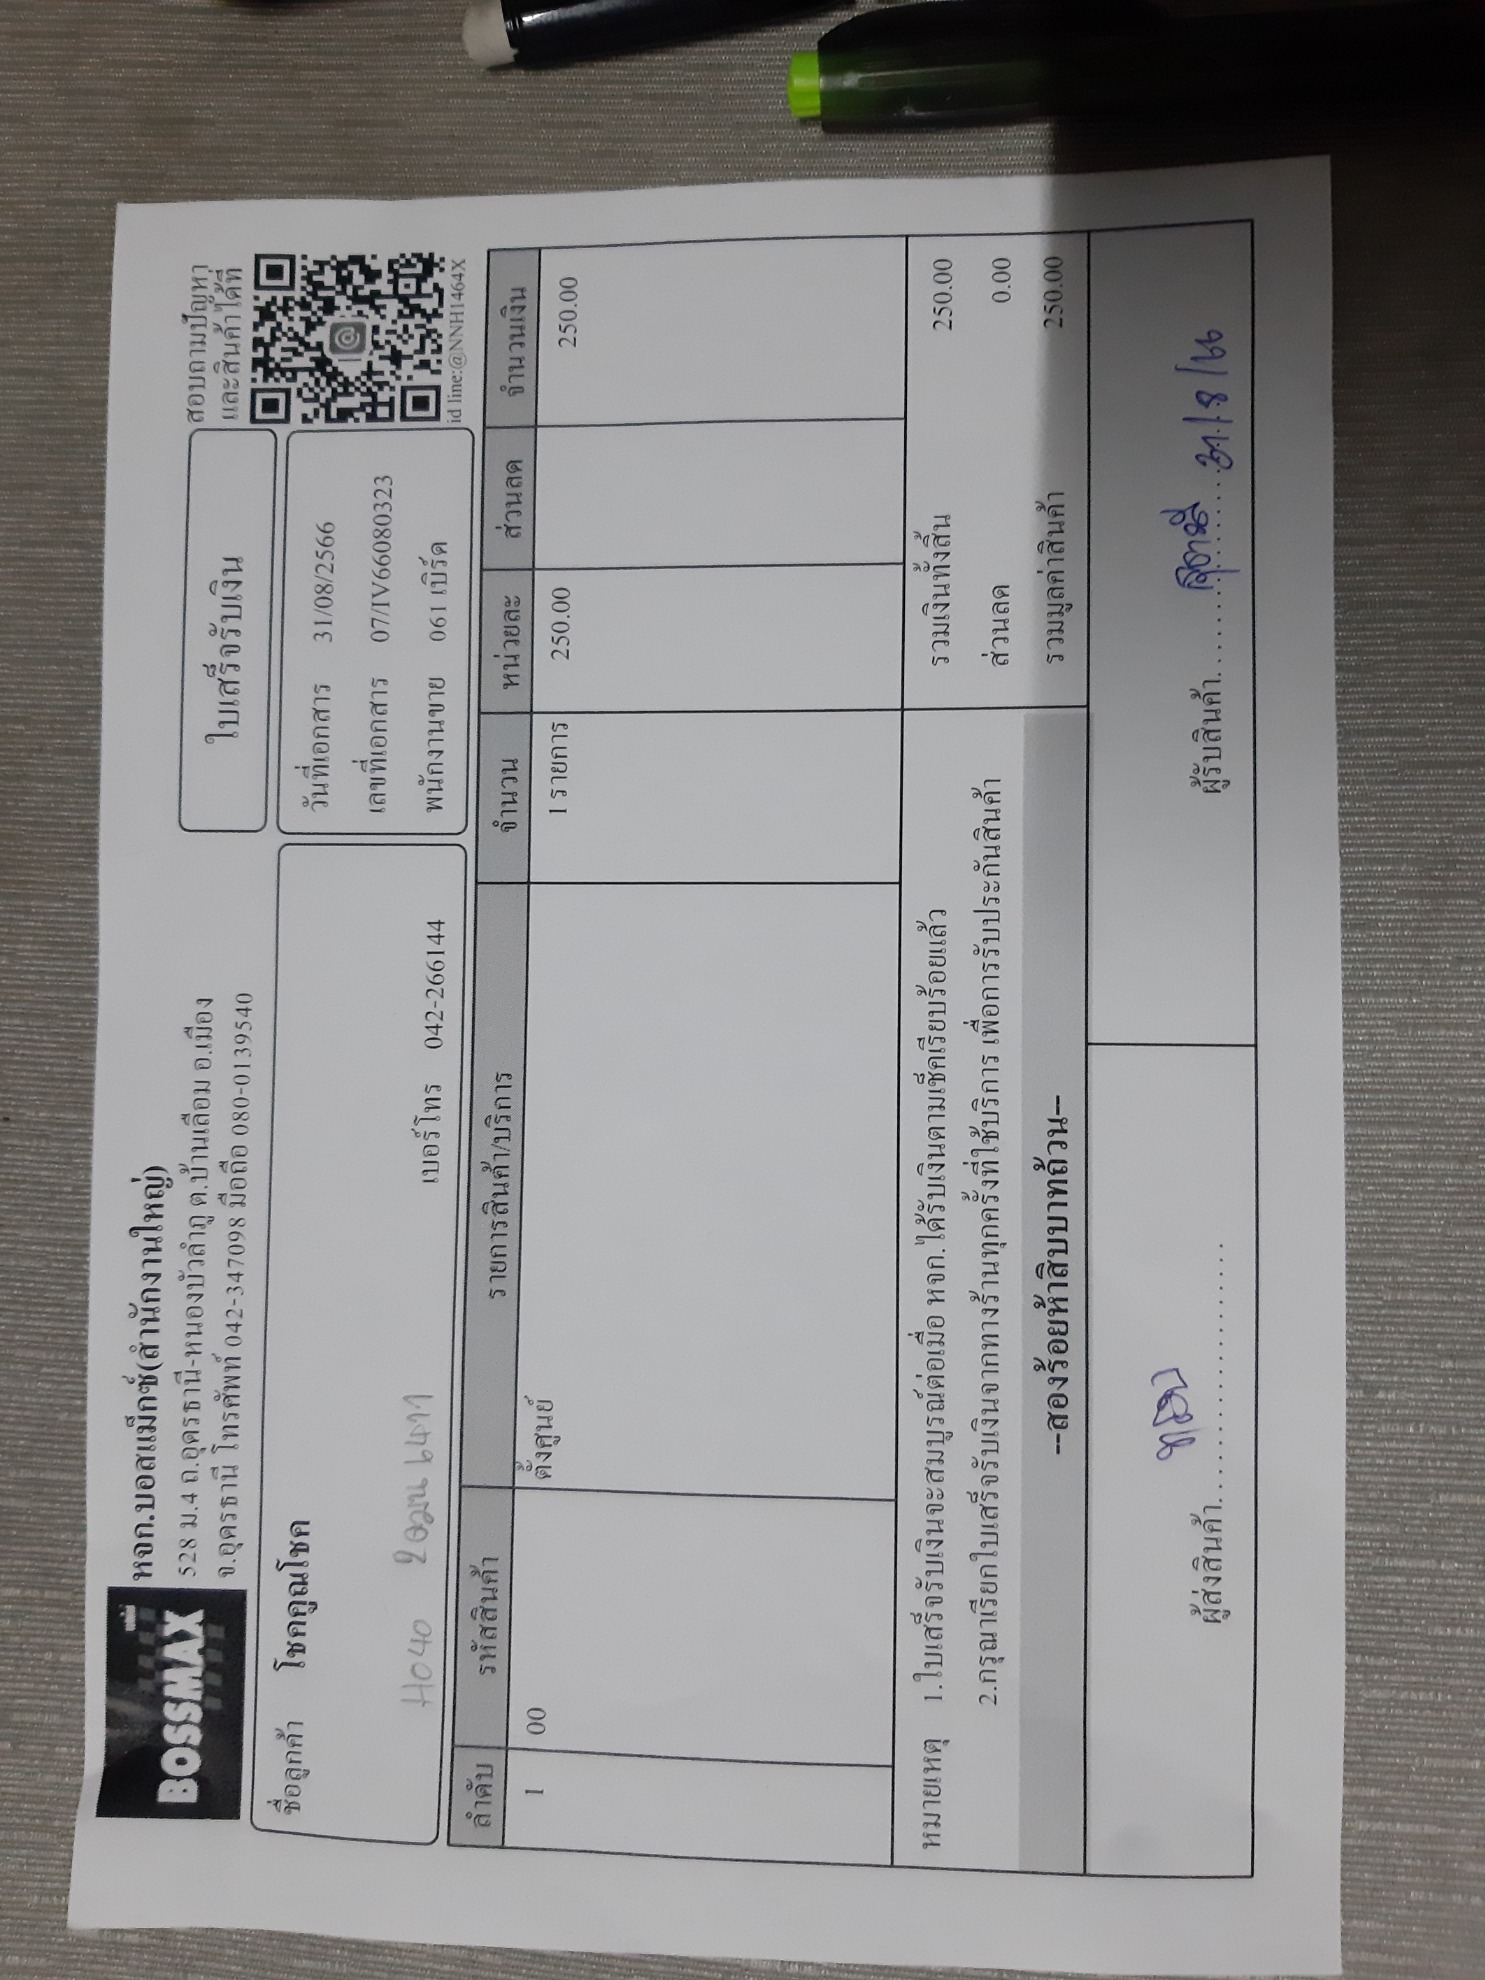 BOSSMAX
หจก.บอสแม็กซ์(สำนักงานใหญ่)
528 ม.4 ถ.อุดรธานี-หนองบัวลำภู ต.บ้านเลื่อม อ.เมือง
จ.อุดรธานี โทรศัพท์ 042-347098 มือถือ 080-0139540
ใบเสร็จรับเงิน
สอบถามปัญหา
และสินค้าได้ที่
id line:@NNH1464X
ชื่อลูกค้า โชคคูณโชค
เบอร์โทร 042-266144
H040
วันที่เอกสาร 31/08/2566
เลขที่เอกสาร 07/IV66080323
พนักงานขาย 061 เบิร์ด
ลำดับ รหัสสินค้า รายการสินค้า/บริการ จำนวน หน่วยละ ส่วนลด จำนวนเงิน
1 00 ตั้งศูนย์ 1 รายการ 250.00 250.00
หมายเหตุ 1.ใบเสร็จรับเงินจะสมบูรณ์ต่อเมื่อ หจก.ได้รับเงินตามเช็คเรียบร้อยแล้ว
2.กรุณาเรียกใบเสร็จรับเงินจากทางร้านทุกครั้งที่ใช้บริการ เพื่อการรับประกันสินค้า
รวมเงินทั้งสิ้น 250.00
ส่วนลด 0.00
--สองร้อยห้าสิบบาทถ้วน-- รวมมูลค่าสินค้า 250.00
ผู้ส่งสินค้า
ผู้รับสินค้า 31/8/66